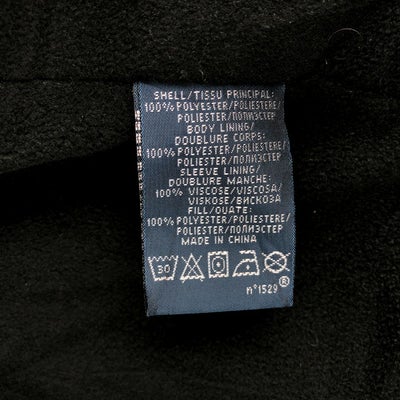 SHELL/TISSU PRINCIPAL:
100% POLYESTER/POLIESTERE/
POLIESTER/ПОЛИЭСТЕР
BODY LINING/
DOUBLURE CORPS:
100% POLYESTER/POLIESTERE/
POLIESTER/ПОЛИЭСТЕР
SLEEVE LINING/
DOUBLURE MANCHE:
100% VISCOSE/VISCOSA/
VISKOSE/ВИСКОЗА
FILL/OUATE:
100% POLYESTER/POLIESTERE/
POLIESTER/ПОЛИЭСТЕР
MADE IN CHINA
30
n°1529 ®